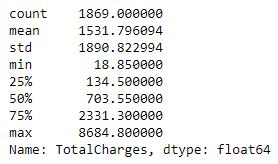 count    1869.000000
mean     1531.796094
std      1890.822994
min        18.850000
25%       134.500000
50%       703.550000
75%      2331.300000
max      8684.800000
Name: TotalCharges, dtype: float64